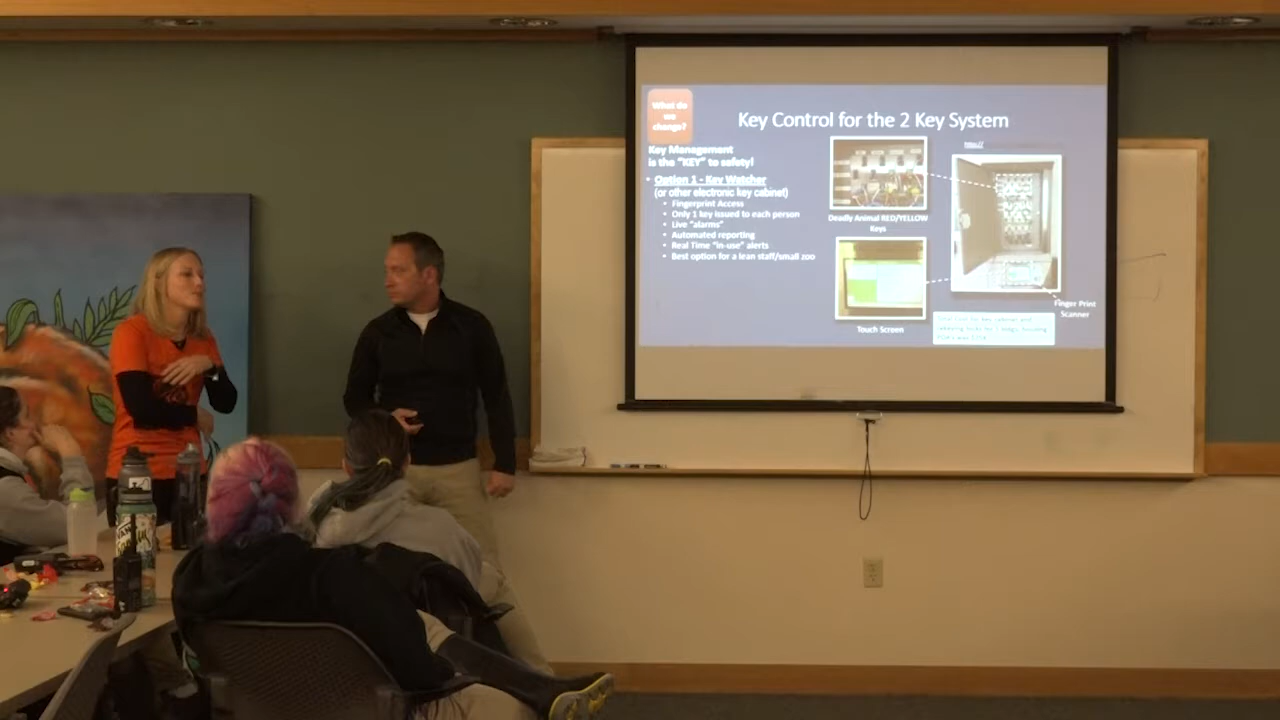 What do
we
change?
Key Control for the 2 Key System
Key Management
is the "KEY" to safety!
• Option 1 - Key Watcher
(or other electronic key cabinet)
• Fingerprint Access
• Only 1 key issued to each person
• Live "alarms"
• Automated reporting
• Real Time "in-use" alerts
• Best option for a lean staff/small zoo
http://
Deadly Animal RED/YELLOW
Keys
Touch Screen
Finger Print
Scanner